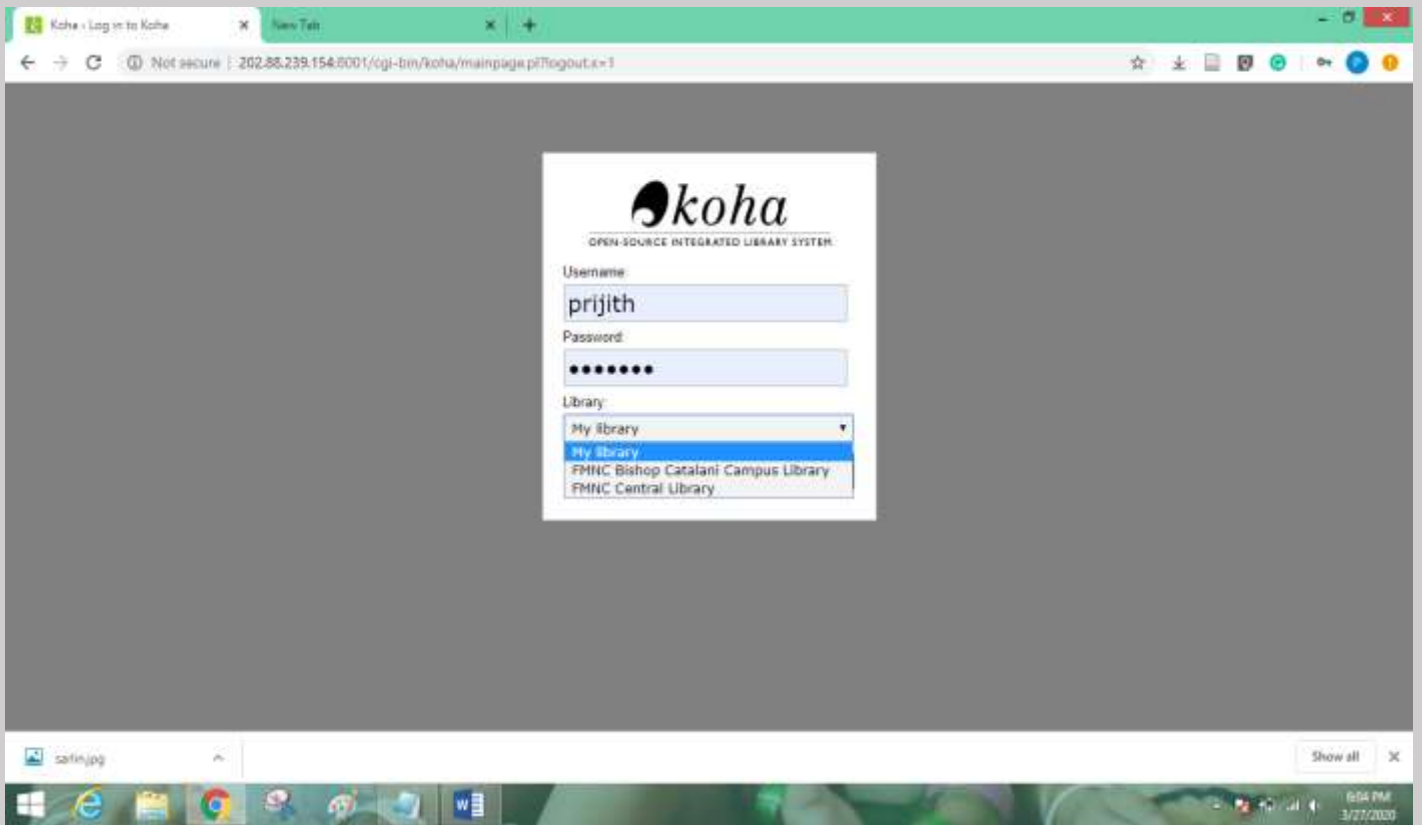 Koha › Log in to Koha
New Tab
Not secure | 202.88.239.154:8001/cgi-bin/koha/mainpage.pl?logout.x=1
koha
OPEN-SOURCE INTEGRATED LIBRARY SYSTEM
Username:
prijith
Password:
Library:
My library
My library
FMNC Bishop Catalani Campus Library
FMNC Central Library
Show all
6:04 PM
3/27/2020